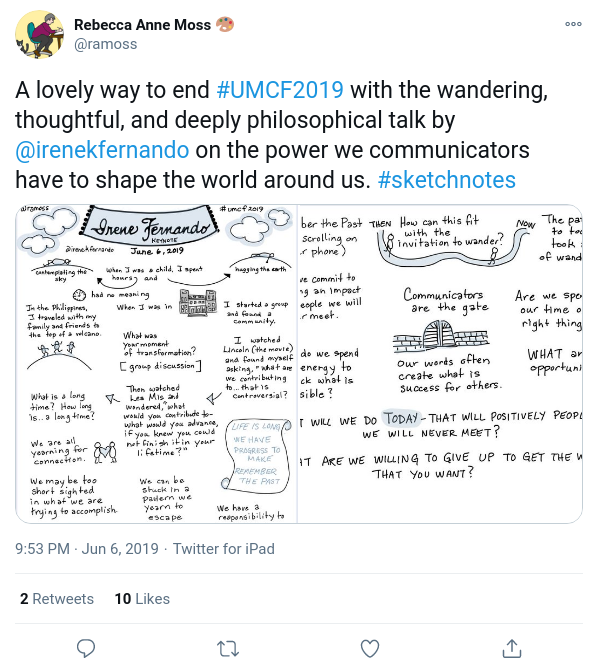 Rebecca Anne Moss 🎨
@ramoss
A lovely way to end #UMCF2019 with the wandering,
thoughtful, and deeply philosophical talk by
@irenekfernando on the power we communicators
have to shape the world around us. #sketchnotes
@ramoss
#umcf2019
Irene Fernando
KEYNOTE
@irenekfernando
June 6, 2019
contemplating the
sky
When I was a child, I spent
hours and
hugging the earth
had no meaning
In the Philippines,
I traveled with my
family and friends to
the top of a volcano.
When I was in
I started a group
and found a
community.
What was
your moment
of transformation?
[group discussion]
I watched
Lincoln (the movie)
and found myself
asking, "what are
we contributing
to... that is
controversial?
What is a long
time? How long
is... a long time?
Then watched
Les Mis and
wondered, "what
would you contribute to-
what would you advance,
if you knew you could
not finish it in your
lifetime?"
LIFE IS LONG
WE HAVE
PROGRESS TO
MAKE
REMEMBER
THE PAST
We are all
yearning for
connection.
We may be too
short sighted
in what we are
trying to accomplish.
We can be
stuck in a
pattern we
yearn to
escape
We have a
responsibility to
ber the Past
scrolling on
r phone)
THEN
How can this fit
with the
invitation to wander?
NOW
The pa
to to
took
of wand
ve commit to
ng an impact
eople we will
r meet.
Communicators
are the gate
Are we spe
our time o
right thing
do we spend
energy to
ck what is
sible?
Our words often
create what is
success for others.
WHAT ar
opportuni
T WILL WE DO TODAY - THAT WILL POSITIVELY PEOPL
WE WILL NEVER MEET?
AT ARE WE WILLING TO GIVE UP TO GET THE W
THAT YOU WANT?
9:53 PM · Jun 6, 2019 · Twitter for iPad
2 Retweets 10 Likes